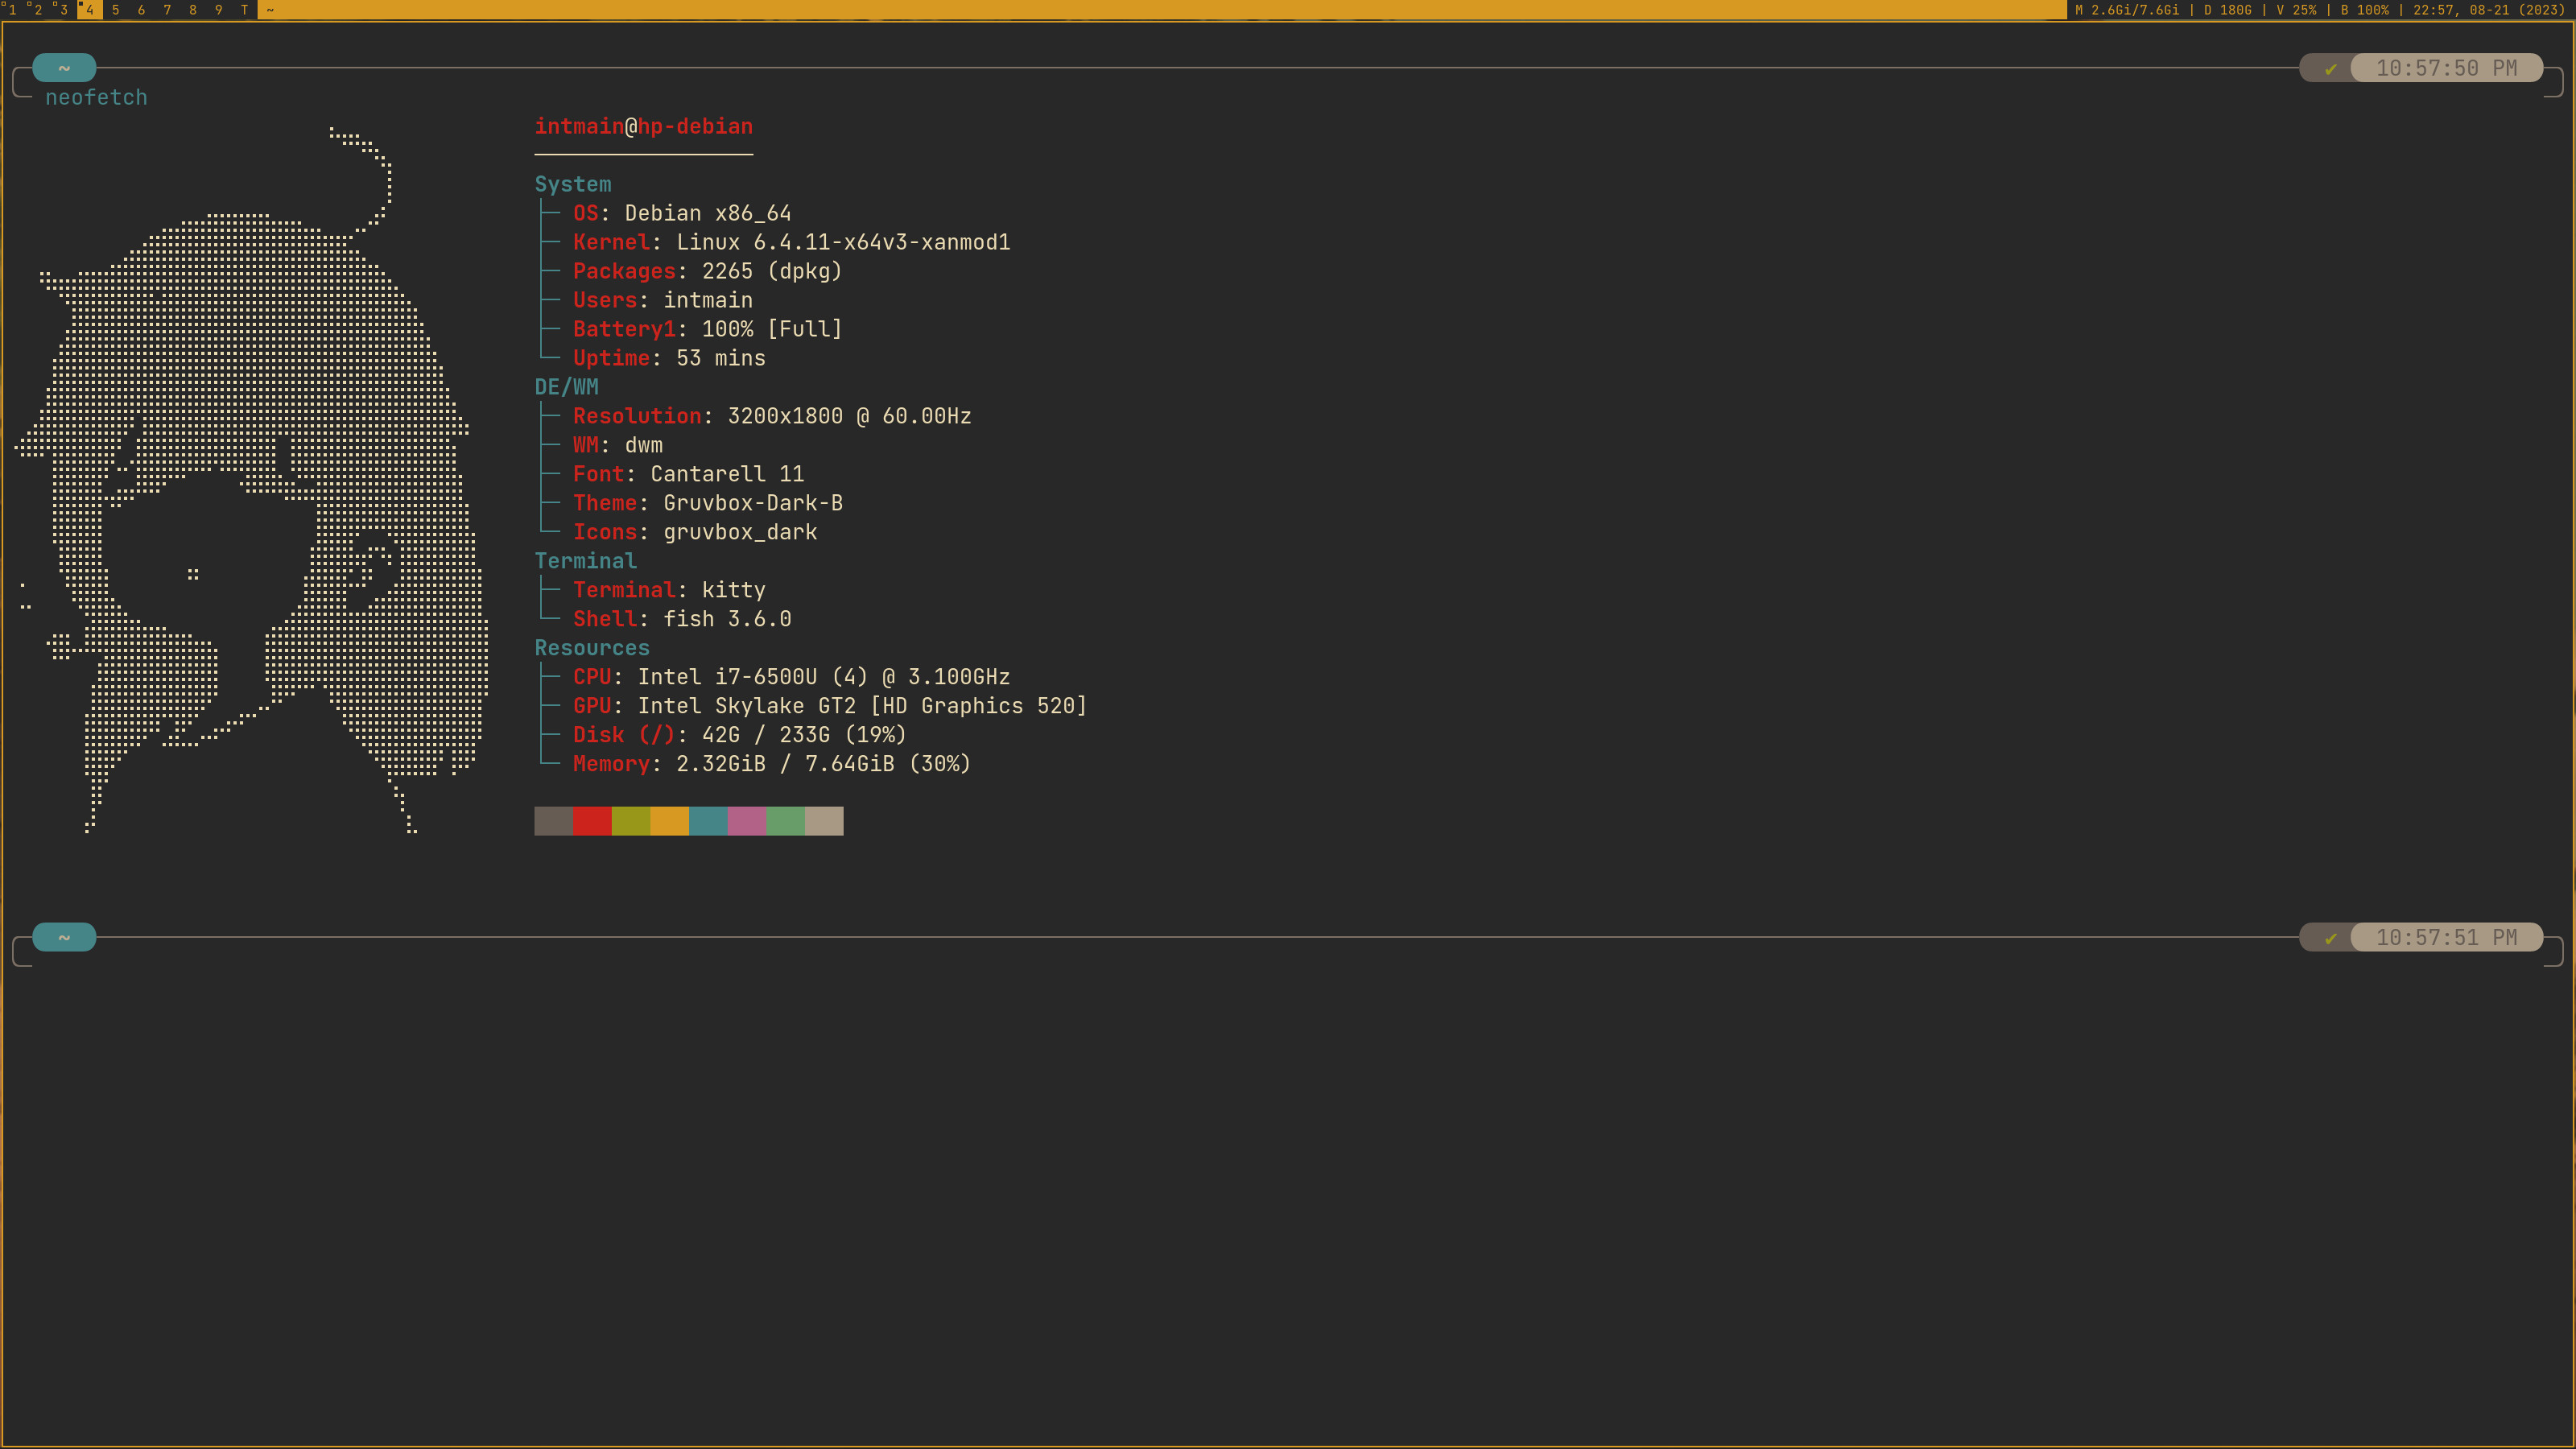 1 2 3 4 5 6 7 8 9 T ~ M 2.6Gi/7.6Gi | D 180G | V 25% | B 100% | 22:57, 08-21 (2023)
~ ✔ 10:57:50 PM
neofetch
intmain@hp-debian
System
OS: Debian x86_64
Kernel: Linux 6.4.11-x64v3-xanmod1
Packages: 2265 (dpkg)
Users: intmain
Battery1: 100% [Full]
Uptime: 53 mins
DE/WM
Resolution: 3200x1800 @ 60.00Hz
WM: dwm
Font: Cantarell 11
Theme: Gruvbox-Dark-B
Icons: gruvbox_dark
Terminal
Terminal: kitty
Shell: fish 3.6.0
Resources
CPU: Intel i7-6500U (4) @ 3.100GHz
GPU: Intel Skylake GT2 [HD Graphics 520]
Disk (/): 42G / 233G (19%)
Memory: 2.32GiB / 7.64GiB (30%)
~ ✔ 10:57:51 PM